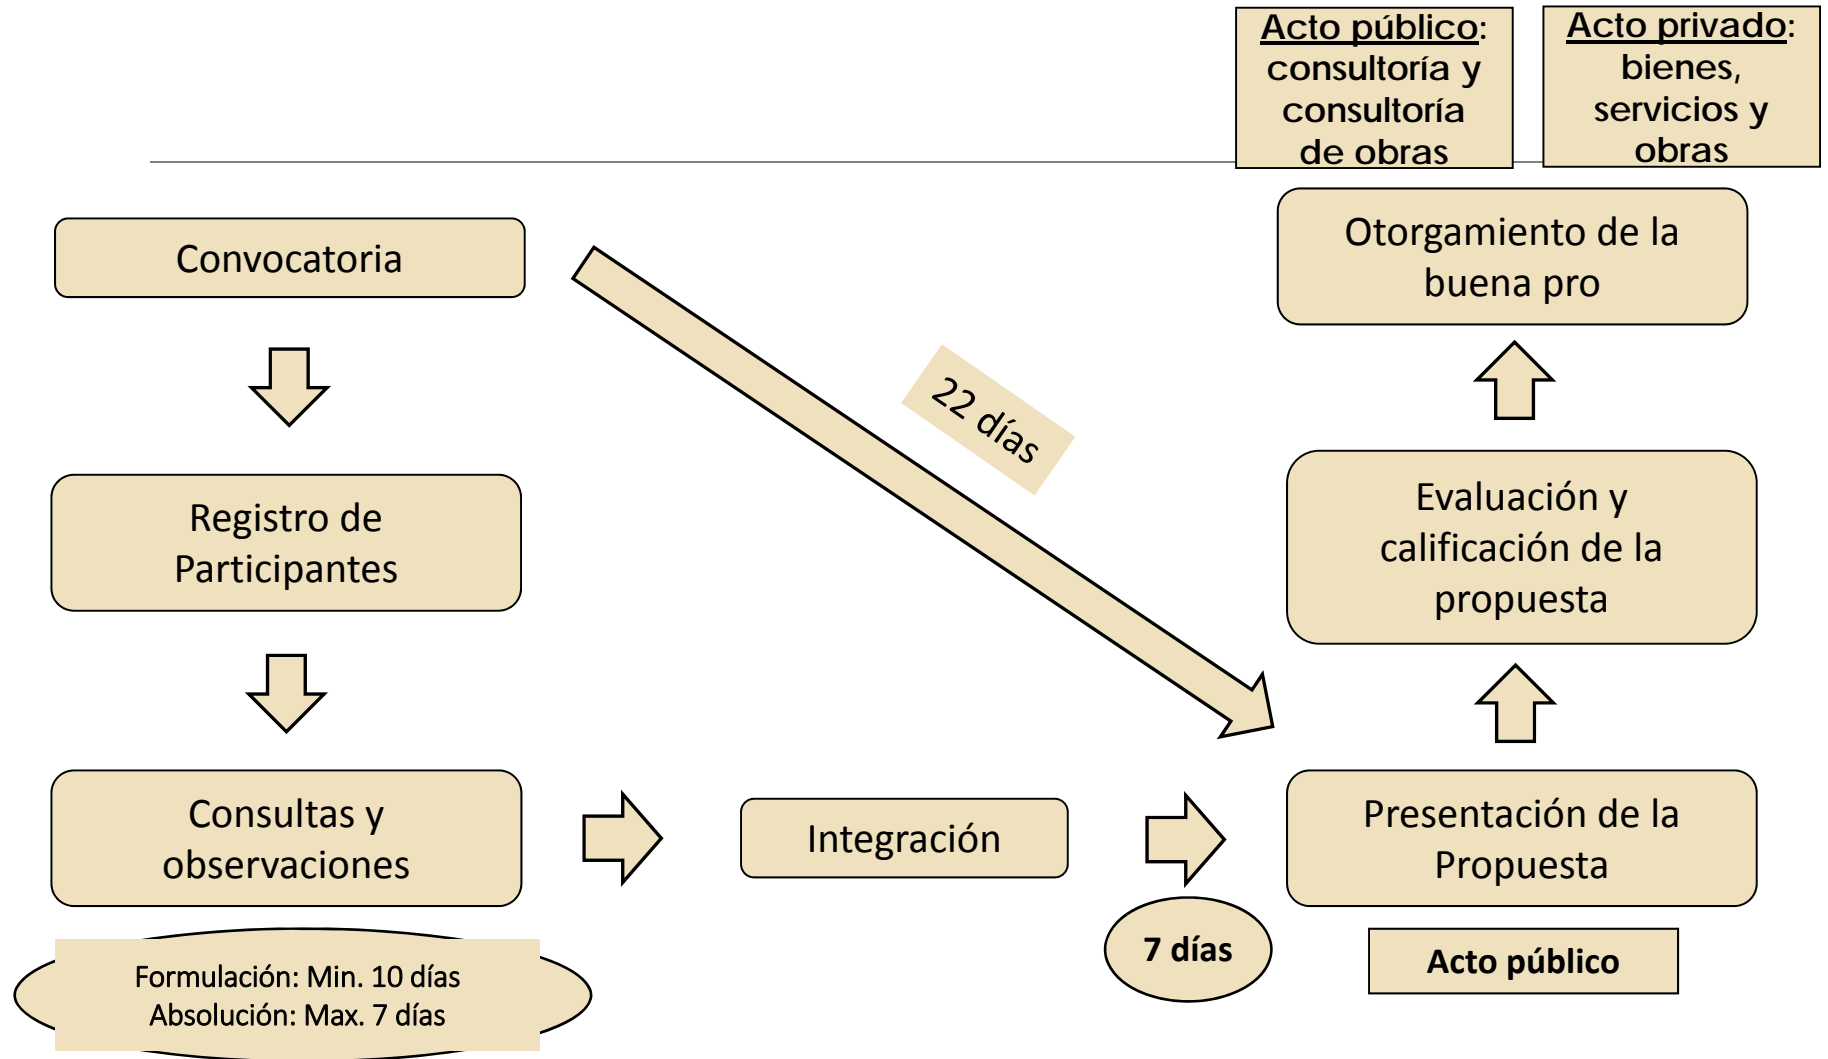 Acto público:
consultoría y
consultoría
de obras
Acto privado:
bienes,
servicios y
obras
Convocatoria
Otorgamiento de la
buena pro
22 días
Registro de
Participantes
Evaluación y
calificación de la
propuesta
Consultas y
observaciones
Integración
Presentación de la
Propuesta
7 días
Acto público
Formulación: Min. 10 días
Absolución: Max. 7 días